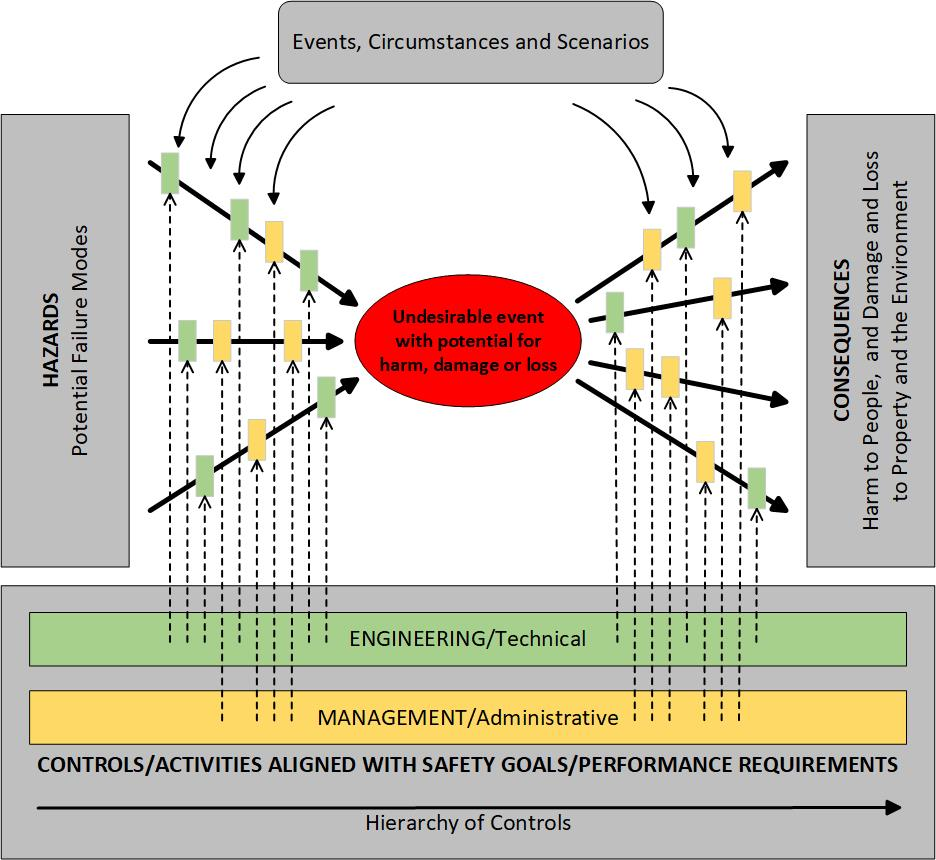 Events, Circumstances and Scenarios
HAZARDS
Potential Failure Modes
Undesirable event
with potential for
harm, damage or loss
CONSEQUENCES
Harm to People, and Damage and Loss
to Property and the Environment
ENGINEERING/Technical
MANAGEMENT/Administrative
CONTROLS/ACTIVITIES ALIGNED WITH SAFETY GOALS/PERFORMANCE REQUIREMENTS
Hierarchy of Controls